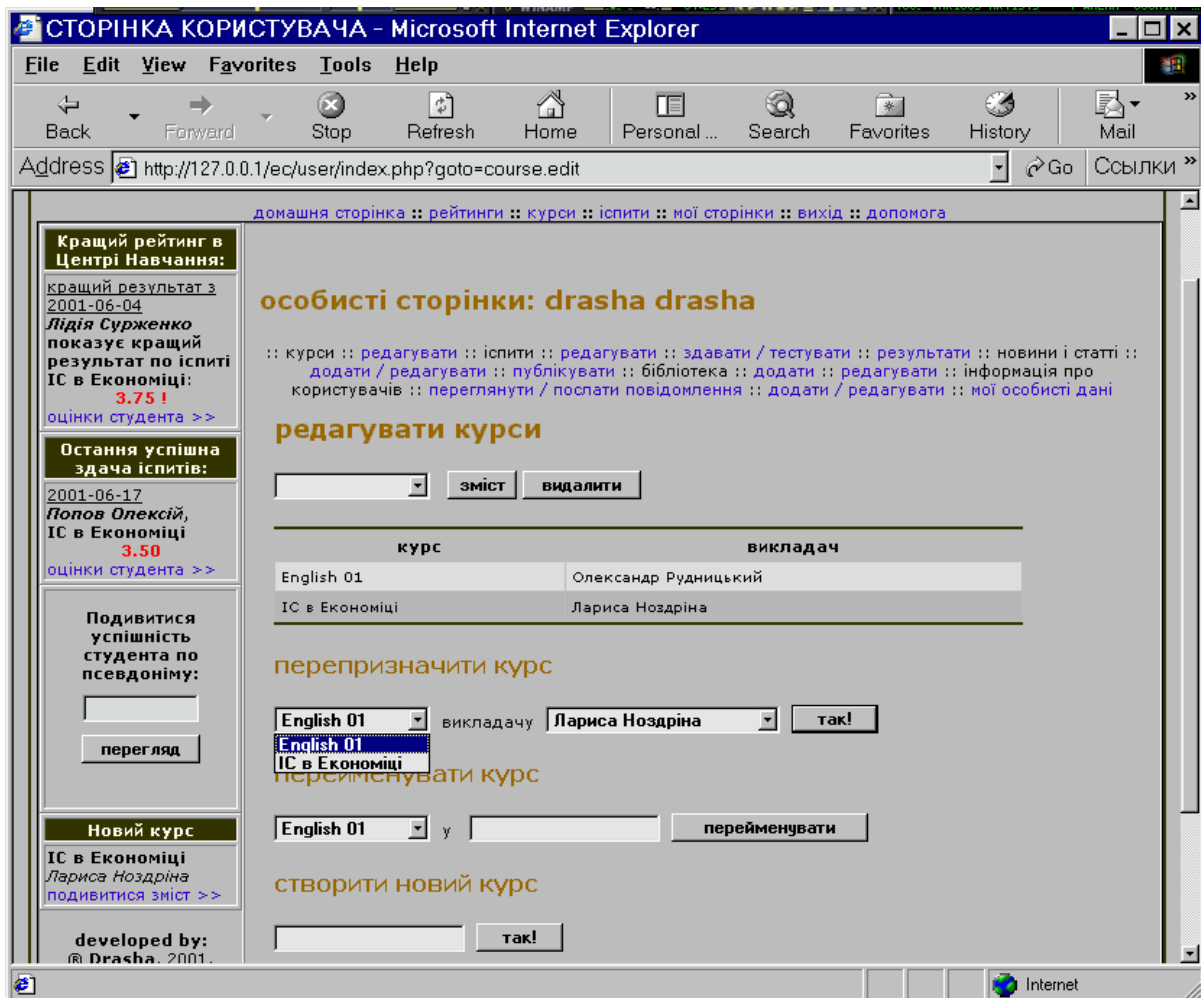 СТОРІНКА КОРИСТУВАЧА - Microsoft Internet Explorer
File Edit View Favorites Tools Help
Back Forward Stop Refresh Home Personal ... Search Favorites History Mail »
Address http://127.0.0.1/ec/user/index.php?goto=course.edit Go Ссылки »
домашня сторінка :: рейтинги :: курси :: іспити :: мої сторінки :: вихід :: допомога
Кращий рейтинг в
Центрі Навчання:
кращий результат з
2001-06-04
Лідія Сурженко
показує кращий
результат по іспиті
ІС в Економіці:
3.75 !
оцінки студента >>
Остання успішна
здача іспитів:
2001-06-17
Попов Олексій,
ІС в Економіці
3.50
оцінки студента >>
Подивитися
успішність
студента по
псевдоніму:
перегляд
Новий курс
ІС в Економіці
Лариса Ноздріна
подивитися зміст >>
developed by:
® Drasha, 2001.
особисті сторінки: drasha drasha
:: курси :: редагувати :: іспити :: редагувати :: здавати / тестувати :: результати :: новини і статті ::
додати / редагувати :: публікувати :: бібліотека :: додати :: редагувати :: інформація про
користувачів :: переглянути / послати повідомлення :: додати / редагувати :: мої особисті дані
редагувати курси
зміст видалити
курс викладач
English 01 Олександр Рудницький
ІС в Економіці Лариса Ноздріна
перепризначити курс
English 01 викладачу Лариса Ноздріна так!
English 01
ІС в Економіці
перейменувати курс
English 01 у перейменувати
створити новий курс
так!
Internet